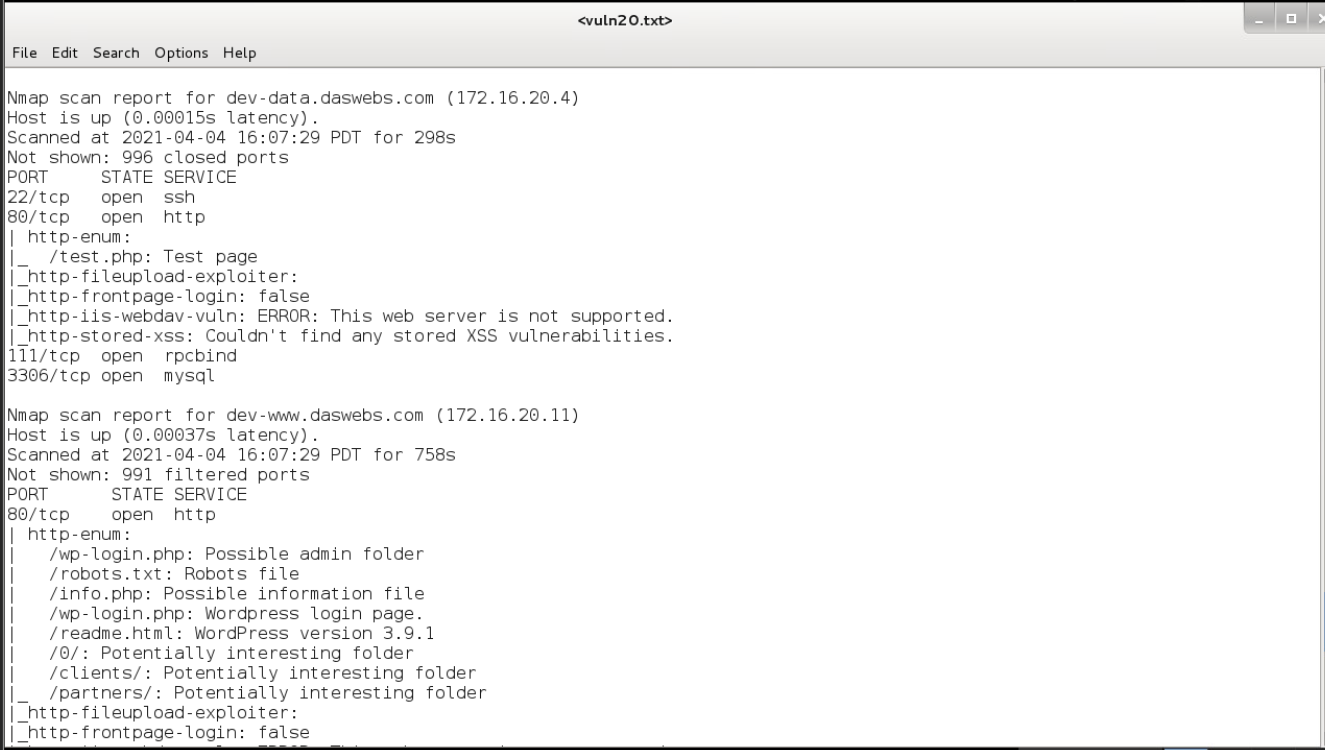 <vuln20.txt>
File Edit Search Options Help
Nmap scan report for dev-data.daswebs.com (172.16.20.4)
Host is up (0.00015s latency).
Scanned at 2021-04-04 16:07:29 PDT for 298s
Not shown: 996 closed ports
PORT     STATE SERVICE
22/tcp   open  ssh
80/tcp   open  http
| http-enum:
|_  /test.php: Test page
|_http-fileupload-exploiter:
|_http-frontpage-login: false
|_http-iis-webdav-vuln: ERROR: This web server is not supported.
|_http-stored-xss: Couldn't find any stored XSS vulnerabilities.
111/tcp  open  rpcbind
3306/tcp open  mysql
Nmap scan report for dev-www.daswebs.com (172.16.20.11)
Host is up (0.00037s latency).
Scanned at 2021-04-04 16:07:29 PDT for 758s
Not shown: 991 filtered ports
PORT      STATE SERVICE
80/tcp    open  http
| http-enum:
|   /wp-login.php: Possible admin folder
|   /robots.txt: Robots file
|   /info.php: Possible information file
|   /wp-login.php: Wordpress login page.
|   /readme.html: WordPress version 3.9.1
|   /0/: Potentially interesting folder
|   /clients/: Potentially interesting folder
|_  /partners/: Potentially interesting folder
|_http-fileupload-exploiter:
|_http-frontpage-login: false